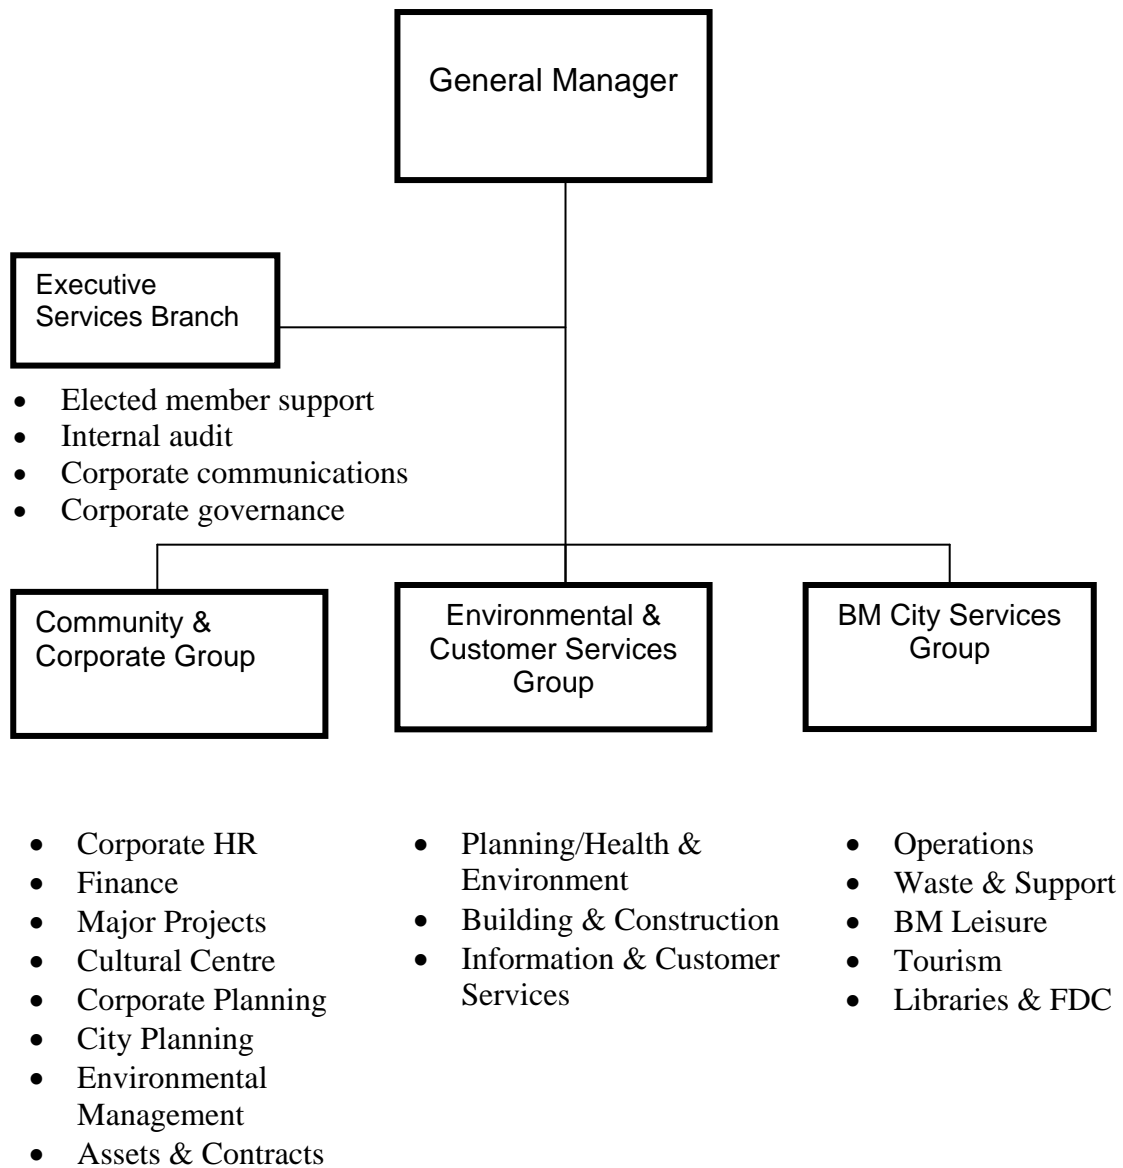 General Manager
Executive
Services Branch
• Elected member support
• Internal audit
• Corporate communications
• Corporate governance
Community &
Corporate Group
Environmental &
Customer Services
Group
BM City Services
Group
• Corporate HR
• Finance
• Major Projects
• Cultural Centre
• Corporate Planning
• City Planning
• Environmental
Management
• Assets & Contracts
• Planning/Health &
Environment
• Building & Construction
• Information & Customer
Services
• Operations
• Waste & Support
• BM Leisure
• Tourism
• Libraries & FDC